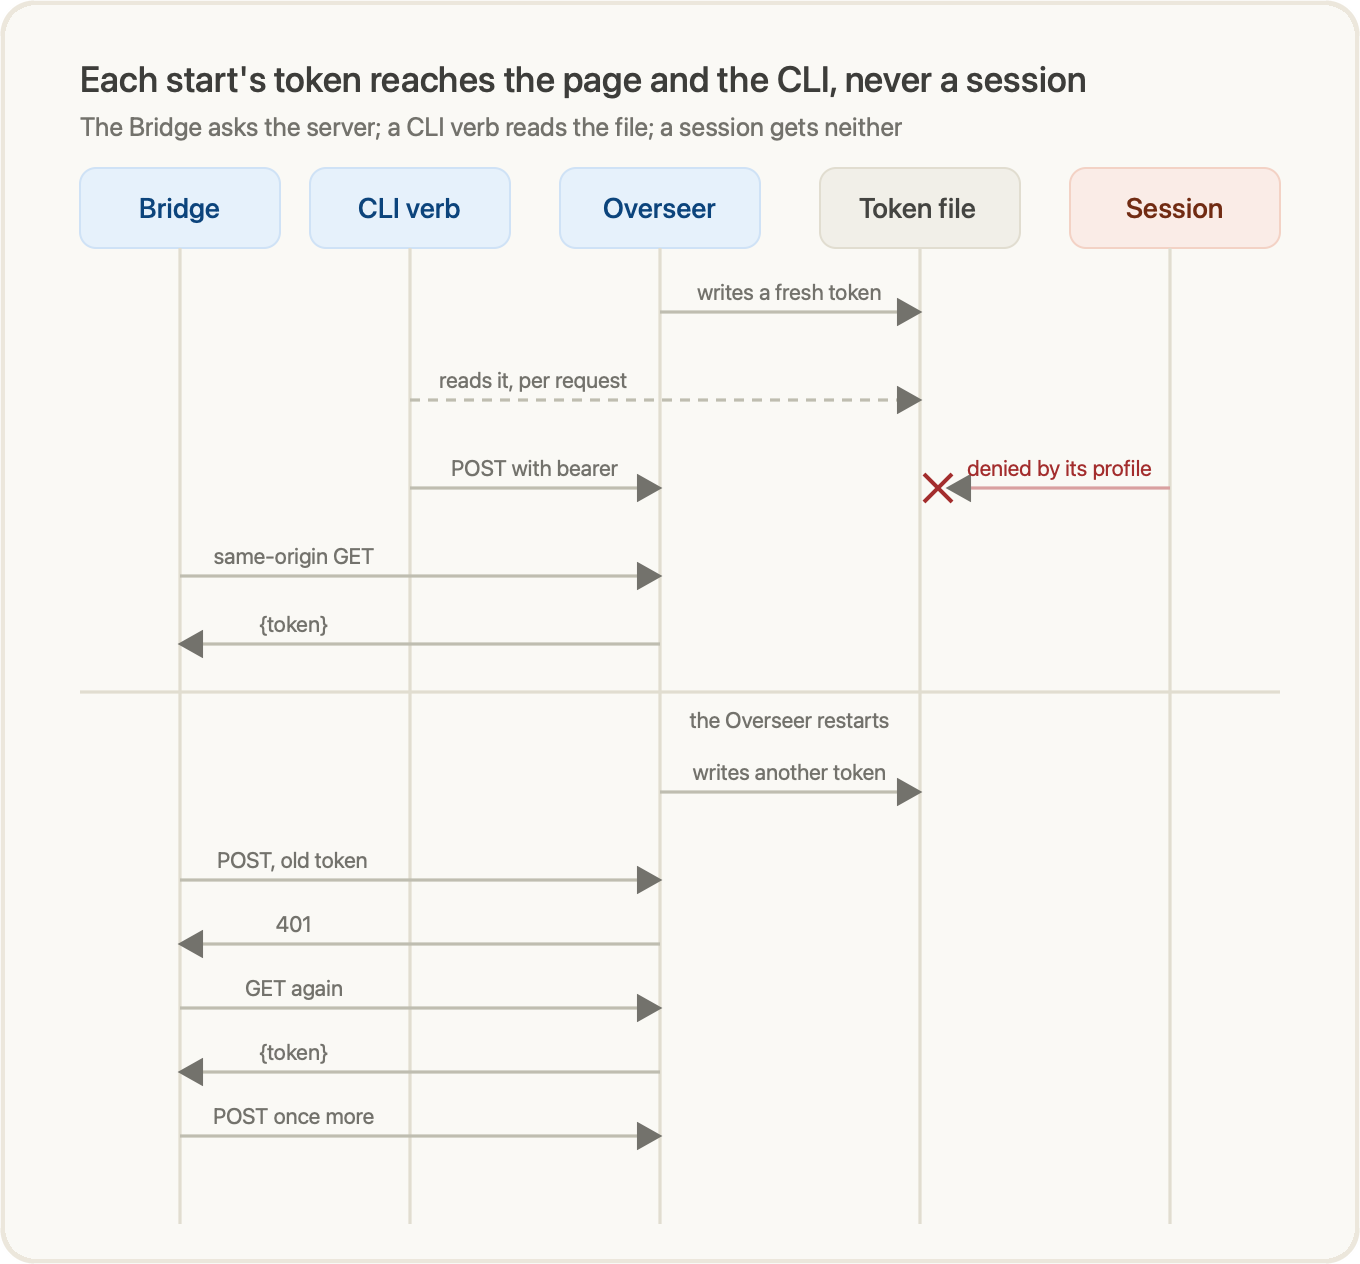 Each start's token reaches the page and the CLI, never a session
The Bridge asks the server; a CLI verb reads the file; a session gets neither
Bridge
CLI verb
Overseer
Token file
Session
writes a fresh token
reads it, per request
POST with bearer
denied by its profile
same-origin GET
{token}
the Overseer restarts
writes another token
POST, old token
401
GET again
{token}
POST once more